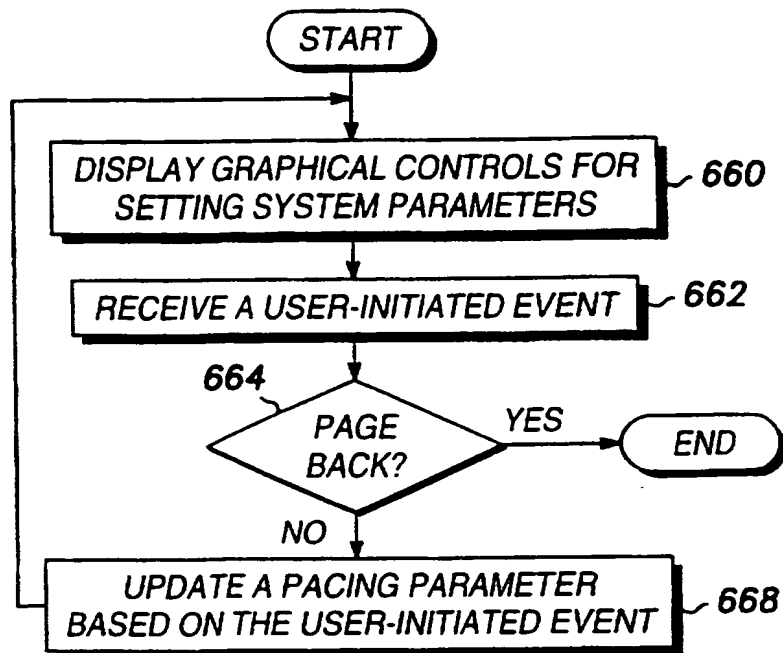 START
DISPLAY GRAPHICAL CONTROLS FOR
SETTING SYSTEM PARAMETERS
660
RECEIVE A USER-INITIATED EVENT
662
664
PAGE
BACK?
YES
END
NO
UPDATE A PACING PARAMETER
BASED ON THE USER-INITIATED EVENT
668